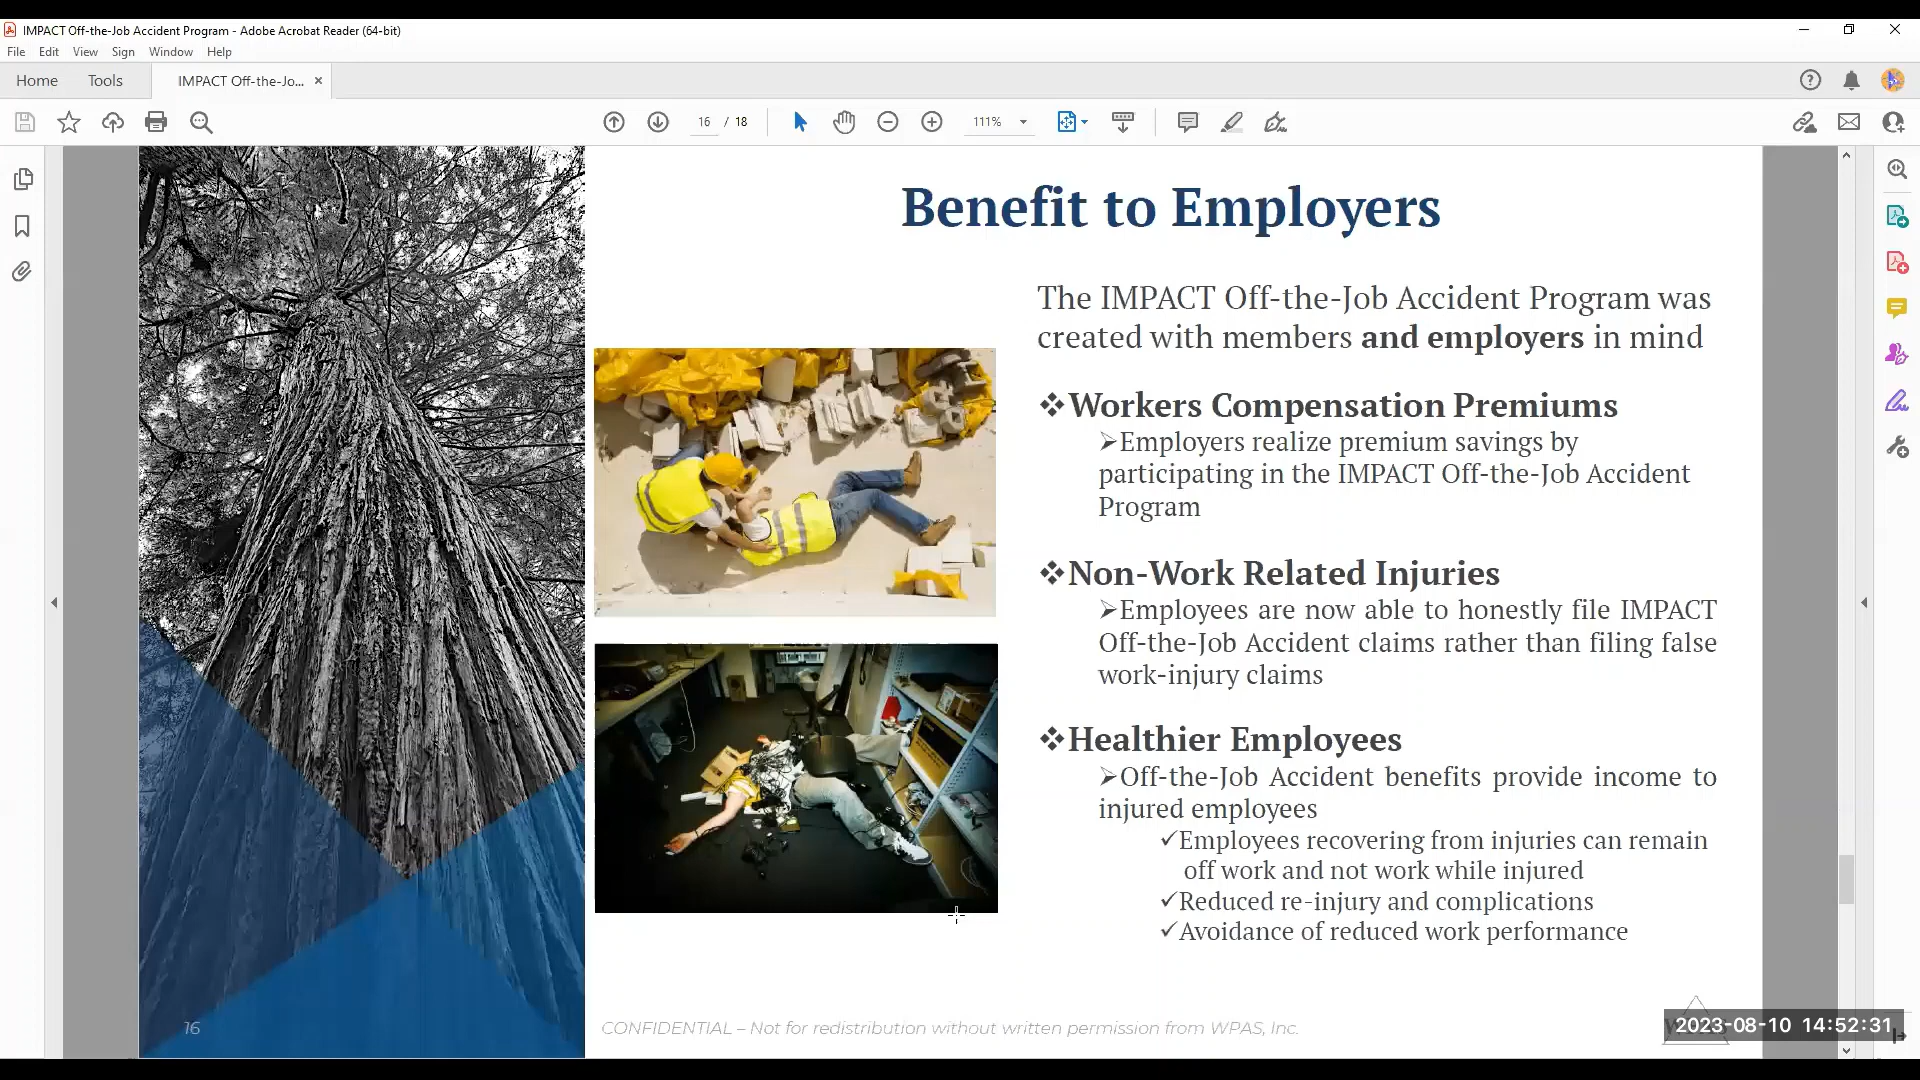 IMPACT Off-the-Job Accident Program - Adobe Acrobat Reader (64-bit)
File Edit View Sign Window Help
Home Tools IMPACT Off-the-Jo...
16 / 18 111%
Benefit to Employers
The IMPACT Off-the-Job Accident Program was
created with members and employers in mind
❖Workers Compensation Premiums
➢Employers realize premium savings by
participating in the IMPACT Off-the-Job Accident
Program
❖Non-Work Related Injuries
➢Employees are now able to honestly file IMPACT
Off-the-Job Accident claims rather than filing false
work-injury claims
❖Healthier Employees
➢Off-the-Job Accident benefits provide income to
injured employees
✓Employees recovering from injuries can remain
off work and not work while injured
✓Reduced re-injury and complications
✓Avoidance of reduced work performance
16
CONFIDENTIAL – Not for redistribution without written permission from WPAS, Inc.
2023-08-10 14:52:31